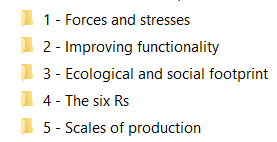 1 - Forces and stresses
2 - Improving functionality
3 - Ecological and social footprint
4 - The six Rs
5 - Scales of production